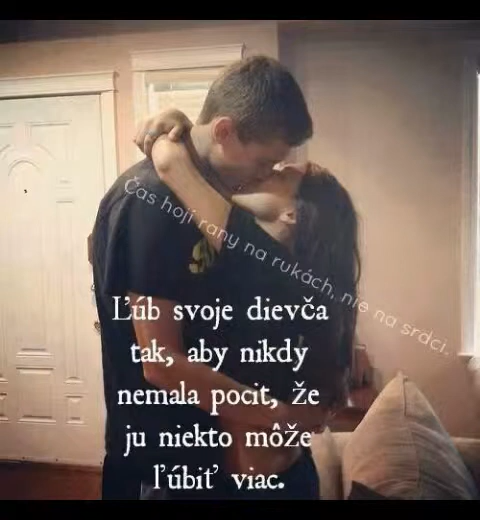 Čas hojí rany na rukách, nie na srdci.
Ľúb svoje dievča
tak, aby nikdy
nemala pocit, že
ju niekto môže
ľúbiť viac.